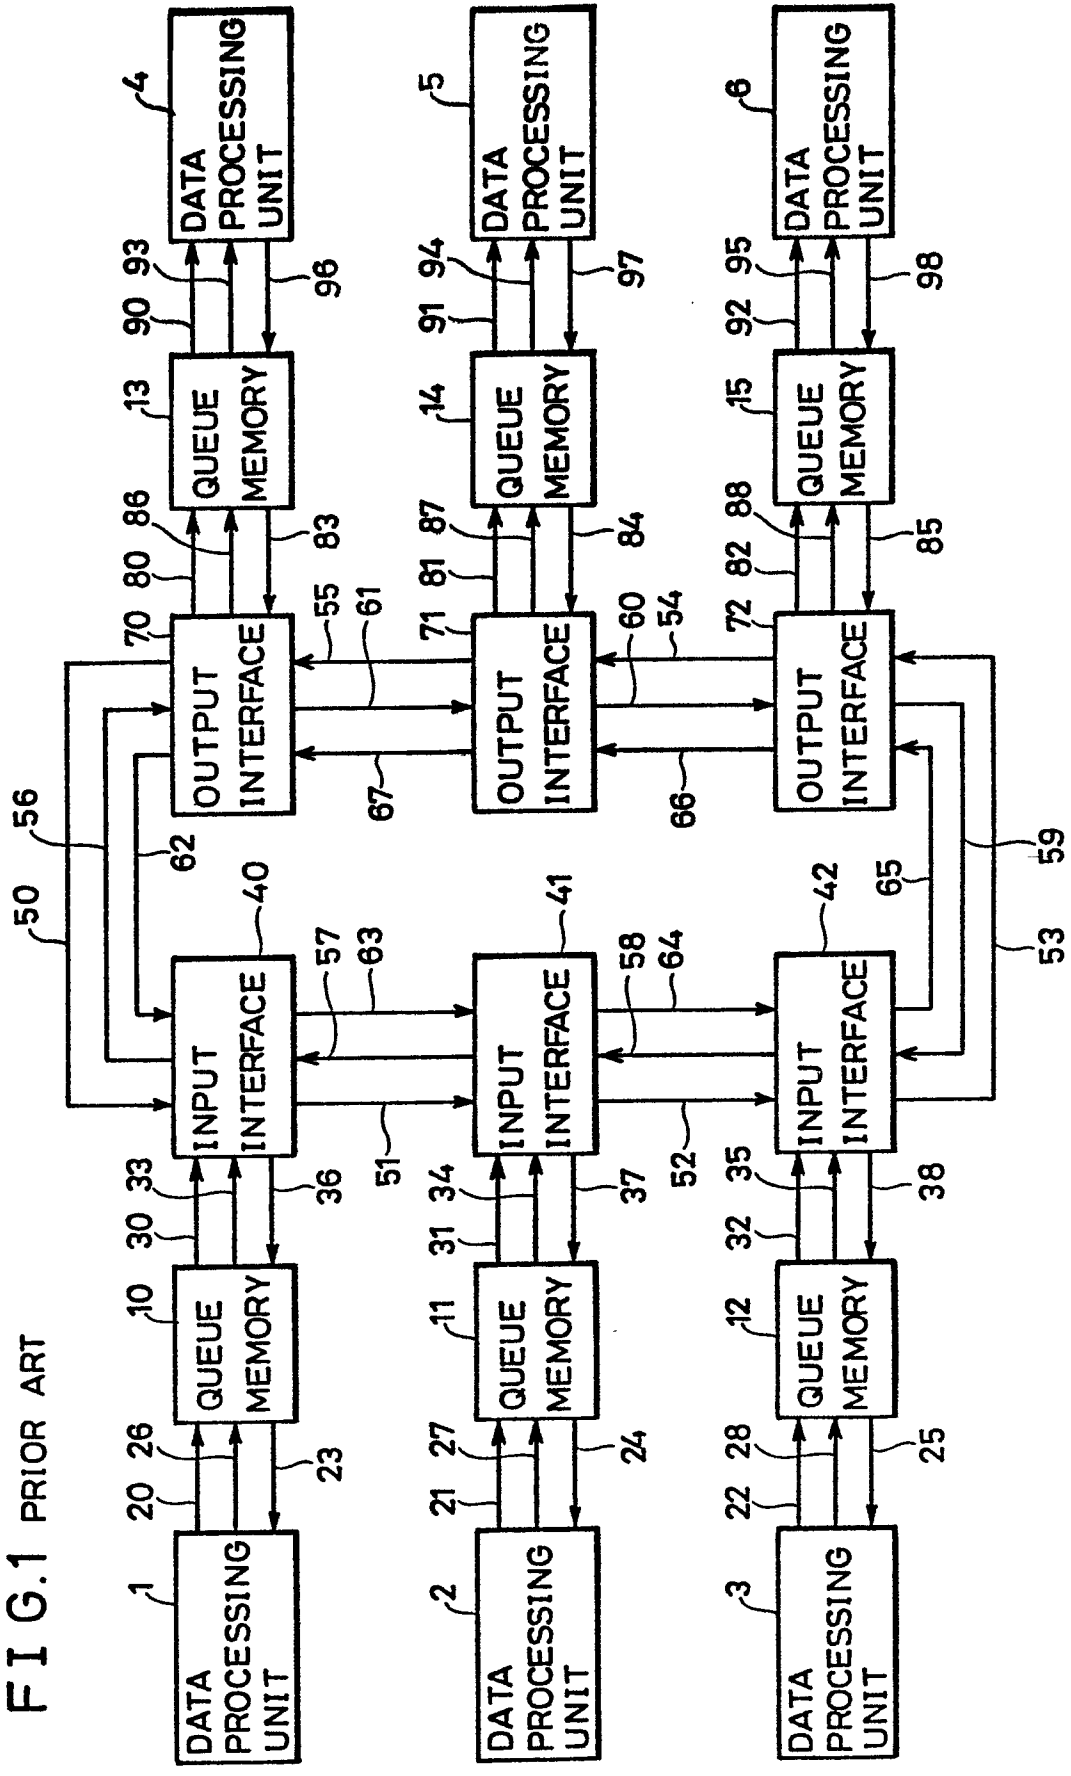 FIG.1 PRIOR ART
1
DATA
PROCESSING
UNIT
20
26
23
10
QUEUE
MEMORY
30
33
36
INPUT
INTERFACE
40
50
56
62
OUTPUT
INTERFACE
70
80
86
83
13
QUEUE
MEMORY
90
93
96
4
DATA
PROCESSING
UNIT
51
57
63
67
61
55
2
DATA
PROCESSING
UNIT
21
27
24
11
QUEUE
MEMORY
31
34
37
INPUT
INTERFACE
41
OUTPUT
INTERFACE
71
81
87
84
14
QUEUE
MEMORY
91
94
97
5
DATA
PROCESSING
UNIT
52
58
64
66
60
54
3
DATA
PROCESSING
UNIT
22
28
25
12
QUEUE
MEMORY
32
35
38
INPUT
INTERFACE
42
OUTPUT
INTERFACE
72
82
88
85
15
QUEUE
MEMORY
92
95
98
6
DATA
PROCESSING
UNIT
65
53
59